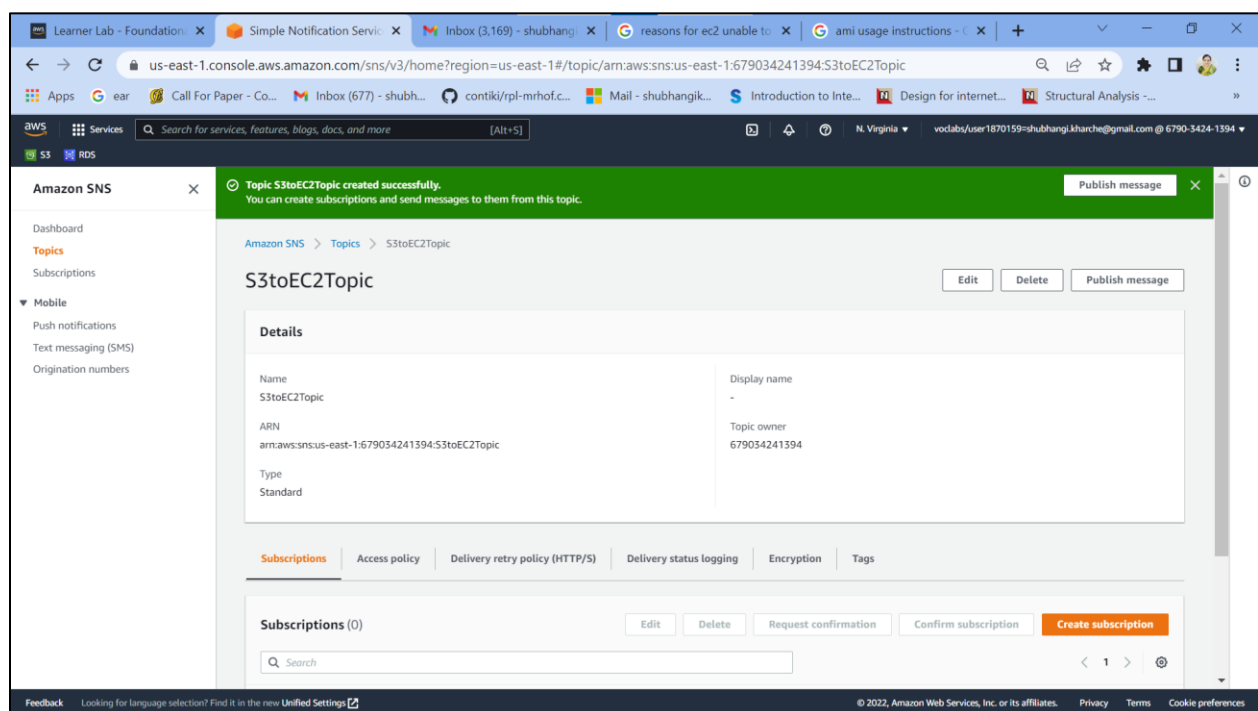 aws Learner Lab - Foundation Simple Notification Servic Inbox (3,169) - shubhangi reasons for ec2 unable to ami usage instructions - G
us-east-1.console.aws.amazon.com/sns/v3/home?region=us-east-1#/topic/arn:aws:sns:us-east-1:679034241394:S3toEC2Topic
Apps ear Call For Paper - Co... Inbox (677) - shubh... contiki/rpl-mrhof.c... Mail - shubhangik... Introduction to Inte... Design for internet... Structural Analysis -... »
aws Services Search for services, features, blogs, docs, and more [Alt+S] N. Virginia voclabs/user1870159=shubhangi.kharche@gmail.com @ 6790-3424-1394
S3 RDS
Amazon SNS
Dashboard
Topics
Subscriptions
Mobile
Push notifications
Text messaging (SMS)
Origination numbers
Topic S3toEC2Topic created successfully.
You can create subscriptions and send messages to them from this topic.
Publish message
Amazon SNS > Topics > S3toEC2Topic
S3toEC2Topic
Edit Delete Publish message
Details
Name
S3toEC2Topic
ARN
arn:aws:sns:us-east-1:679034241394:S3toEC2Topic
Type
Standard
Display name
-
Topic owner
679034241394
Subscriptions Access policy Delivery retry policy (HTTP/S) Delivery status logging Encryption Tags
Subscriptions (0)
Edit Delete Request confirmation Confirm subscription Create subscription
Search
< 1 >
Feedback Looking for language selection? Find it in the new Unified Settings © 2022, Amazon Web Services, Inc. or its affiliates. Privacy Terms Cookie preferences